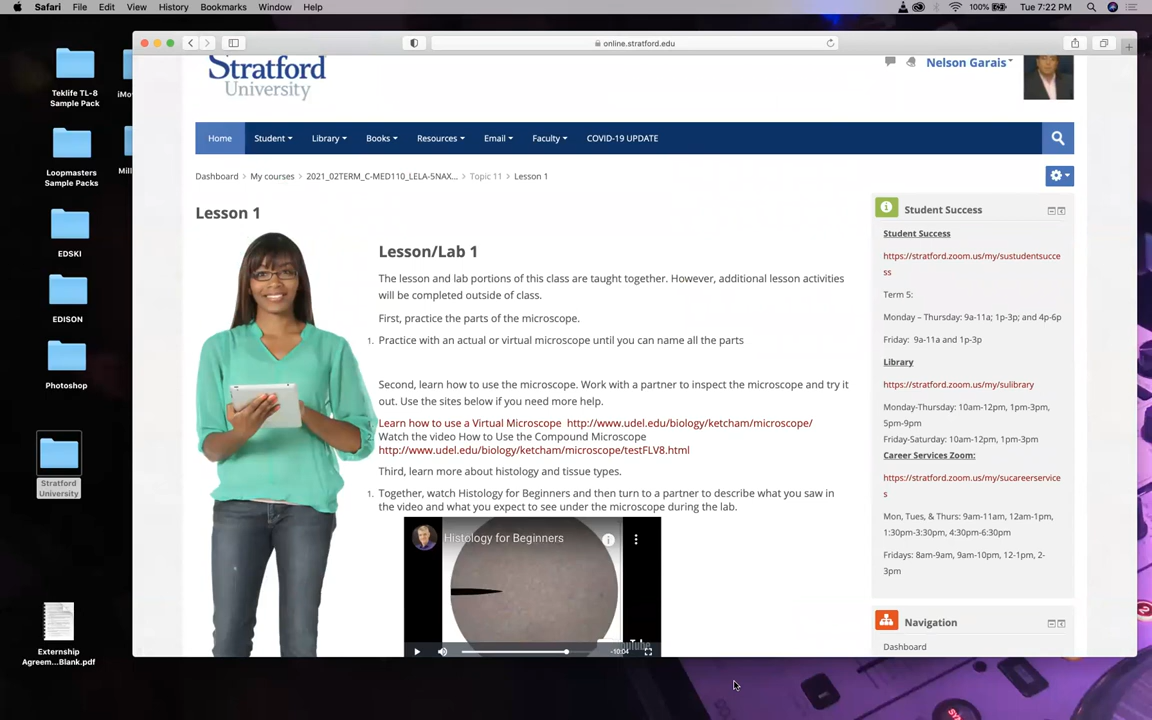 Safari File Edit View History Bookmarks Window Help
100% Tue 7:22 PM
Teklife TL-8
Sample Pack
iMov
Loopmasters
Sample Packs
Mill
EDSKI
EDISON
Photoshop
Stratford
University
Externship
Agreem...Blank.pdf
online.stratford.edu
Stratford
University
Nelson Garais
Home Student Library Books Resources Email Faculty COVID-19 UPDATE
Dashboard My courses 2021_02TERM_C-MED110_LELA-5NAX... Topic 11 Lesson 1
Lesson 1
Lesson/Lab 1
The lesson and lab portions of this class are taught together. However, additional lesson activities
will be completed outside of class.
First, practice the parts of the microscope.
1. Practice with an actual or virtual microscope until you can name all the parts
Second, learn how to use the microscope. Work with a partner to inspect the microscope and try it
out. Use the sites below if you need more help.
1. Learn how to use a Virtual Microscope http://www.udel.edu/biology/ketcham/microscope/
2. Watch the video How to Use the Compound Microscope
http://www.udel.edu/biology/ketcham/microscope/testFLV8.html
Third, learn more about histology and tissue types.
1. Together, watch Histology for Beginners and then turn to a partner to describe what you saw in
the video and what you expect to see under the microscope during the lab.
Histology for Beginners
-10:04
Student Success
Student Success
https://stratford.zoom.us/my/sustudentsucce
ss
Term 5:
Monday – Thursday: 9a-11a; 1p-3p; and 4p-6p
Friday: 9a-11a and 1p-3p
Library
https://stratford.zoom.us/my/sulibrary
Monday-Thursday: 10am-12pm, 1pm-3pm,
5pm-9pm
Friday-Saturday: 10am-12pm, 1pm-3pm
Career Services Zoom:
https://stratford.zoom.us/my/sucareerservice
s
Mon, Tues, & Thurs: 9am-11am, 12am-1pm,
1:30pm-3:30pm, 4:30pm-6:30pm
Fridays: 8am-9am, 9am-10pm, 12-1pm, 2-
3pm
Navigation
Dashboard